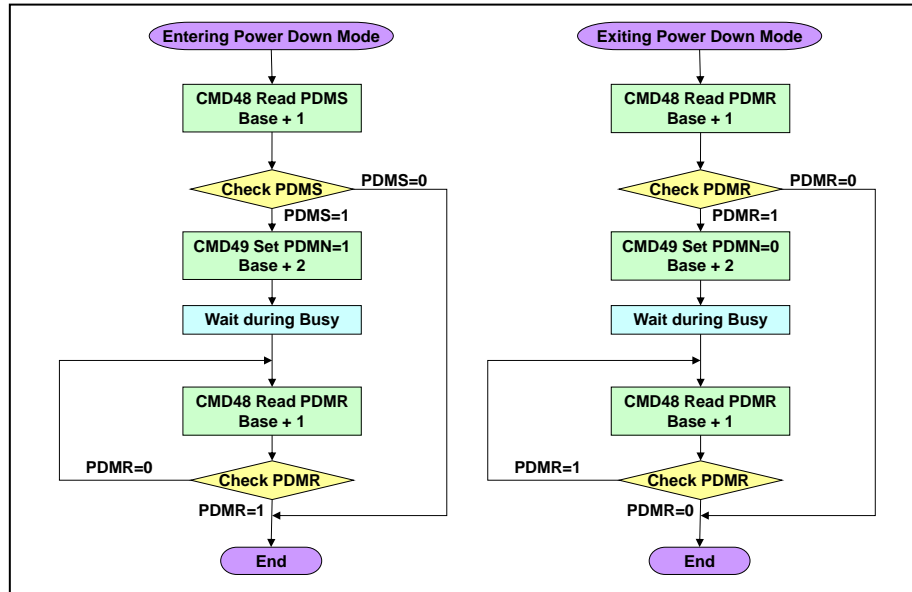 Entering Power Down Mode
CMD48 Read PDMS
Base + 1
Check PDMS
PDMS=0
PDMS=1
CMD49 Set PDMN=1
Base + 2
Wait during Busy
CMD48 Read PDMR
Base + 1
PDMR=0
Check PDMR
PDMR=1
End
Exiting Power Down Mode
CMD48 Read PDMR
Base + 1
Check PDMR
PDMR=0
PDMR=1
CMD49 Set PDMN=0
Base + 2
Wait during Busy
CMD48 Read PDMR
Base + 1
PDMR=1
Check PDMR
PDMR=0
End